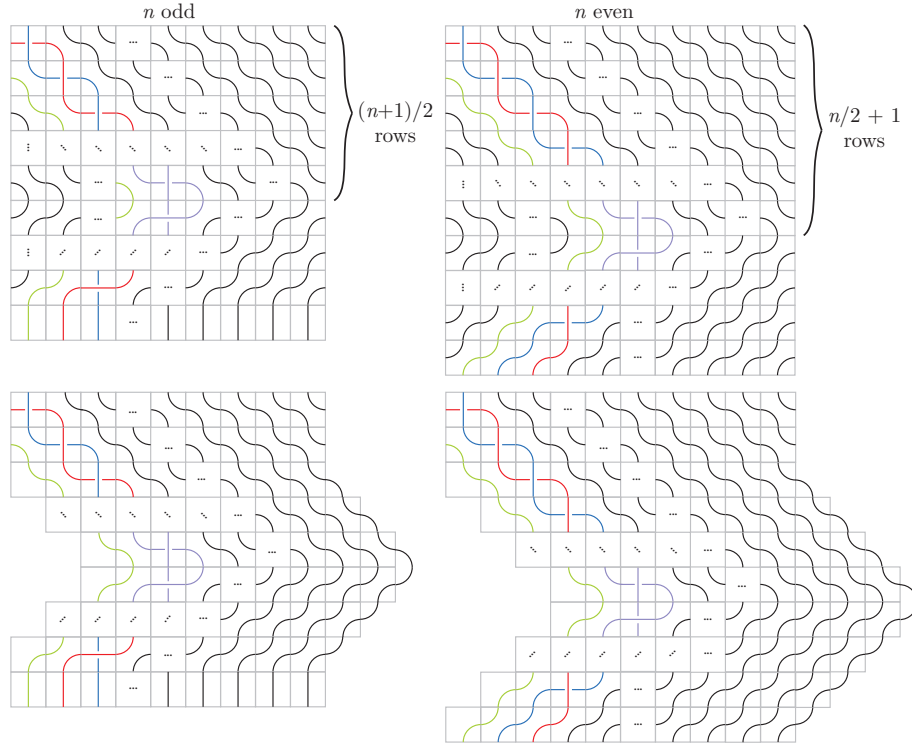 n odd
n even
(n+1)/2
rows
n/2 + 1
rows